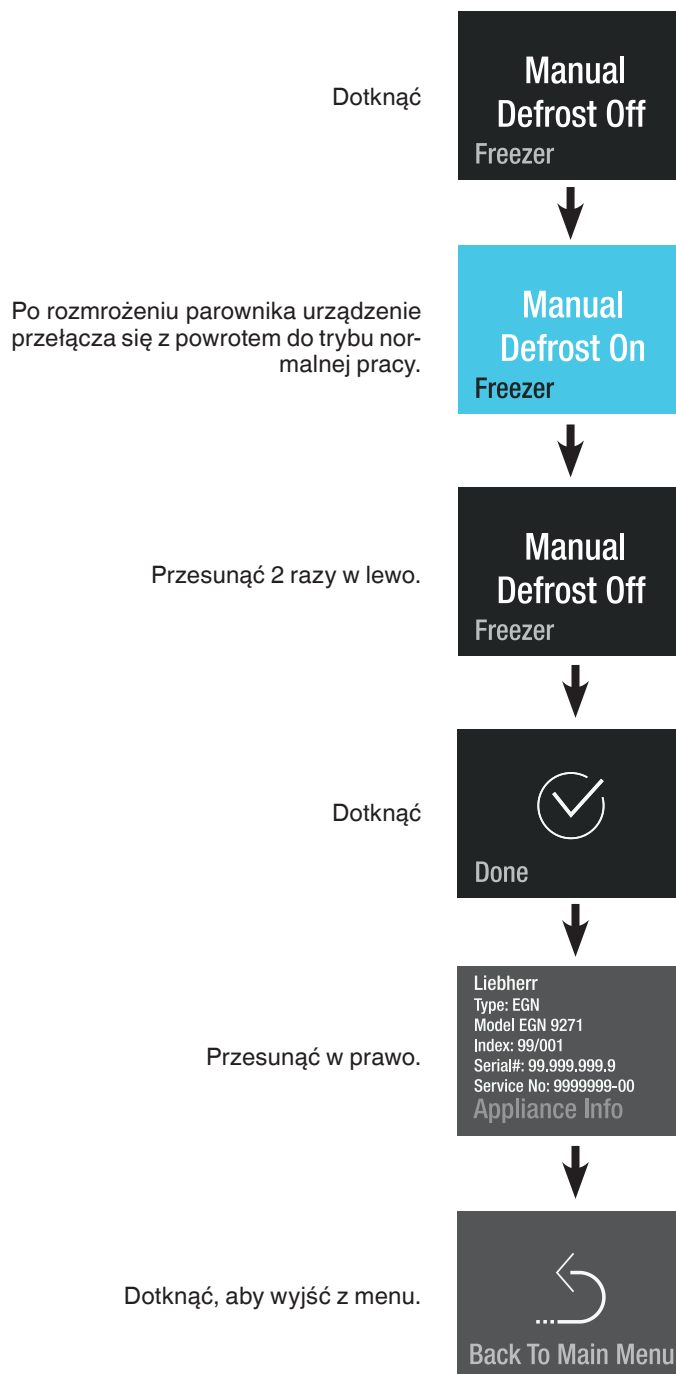 Dotknąć
Manual
Defrost Off
Freezer
Po rozmrożeniu parownika urządzenie
przełącza się z powrotem do trybu nor-
malnej pracy.
Manual
Defrost On
Freezer
Przesunąć 2 razy w lewo.
Manual
Defrost Off
Freezer
Dotknąć
Done
Przesunąć w prawo.
Liebherr
Type: EGN
Model EGN 9271
Index: 99/001
Serial#: 99.999.999.9
Service No: 9999999-00
Appliance Info
Dotknąć, aby wyjść z menu.
Back To Main Menu